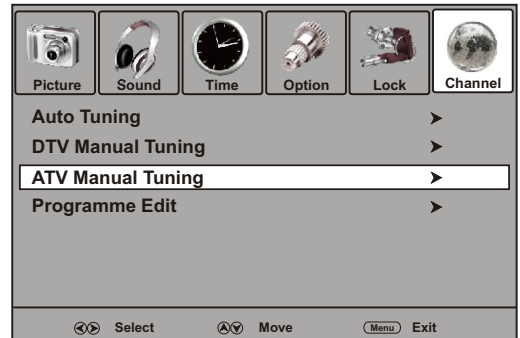 Picture Sound Time Option Lock Channel
Auto Tuning
DTV Manual Tuning
ATV Manual Tuning
Programme Edit
Select Move Menu Exit